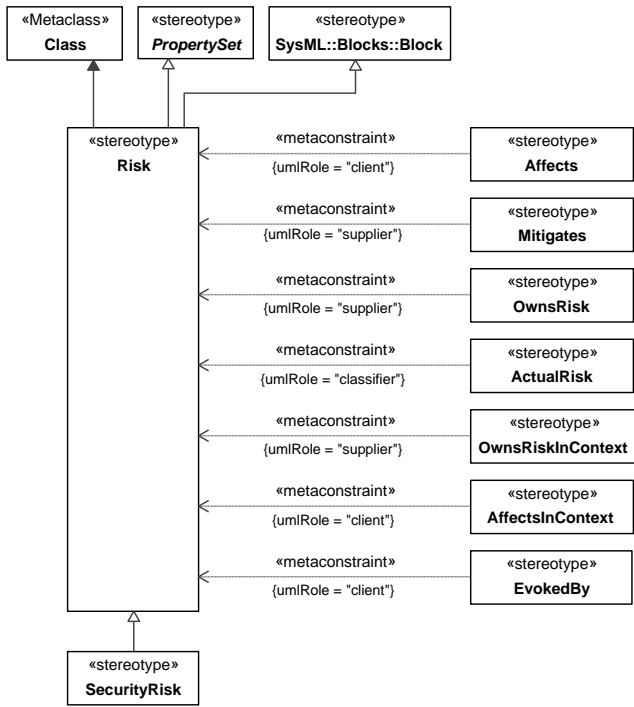 «Metaclass»
Class
«stereotype»
PropertySet
«stereotype»
SysML::Blocks::Block
«stereotype»
Risk
«metaconstraint»
{umlRole = "client"}
«stereotype»
Affects
«metaconstraint»
{umlRole = "supplier"}
«stereotype»
Mitigates
«metaconstraint»
{umlRole = "supplier"}
«stereotype»
OwnsRisk
«metaconstraint»
{umlRole = "classifier"}
«stereotype»
ActualRisk
«metaconstraint»
{umlRole = "supplier"}
«stereotype»
OwnsRiskInContext
«metaconstraint»
{umlRole = "client"}
«stereotype»
AffectsInContext
«metaconstraint»
{umlRole = "client"}
«stereotype»
EvokedBy
«stereotype»
SecurityRisk